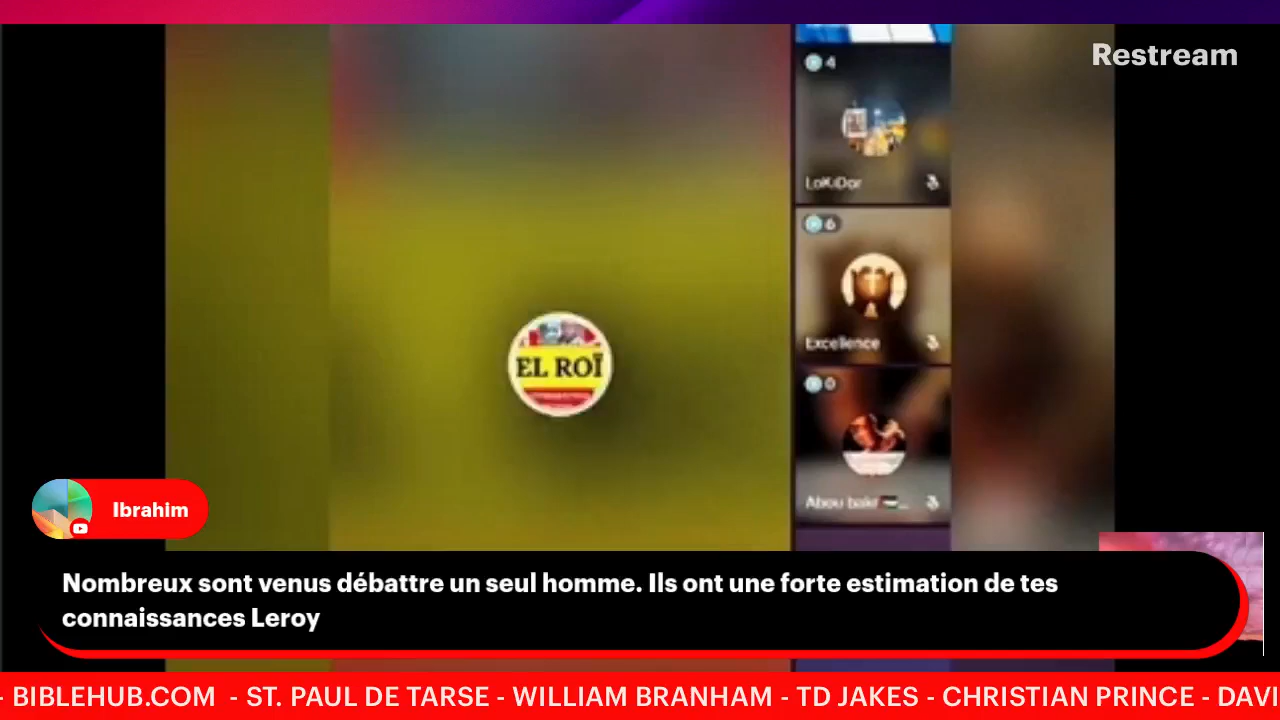 Restream
4
LoKiDor
6
Excellence
EL ROÏ
0
Abou bakr
Ibrahim
Nombreux sont venus débattre un seul homme. Ils ont une forte estimation de tes
connaissances Leroy
- BIBLEHUB.COM - ST. PAUL DE TARSE - WILLIAM BRANHAM - TD JAKES - CHRISTIAN PRINCE - DAVI